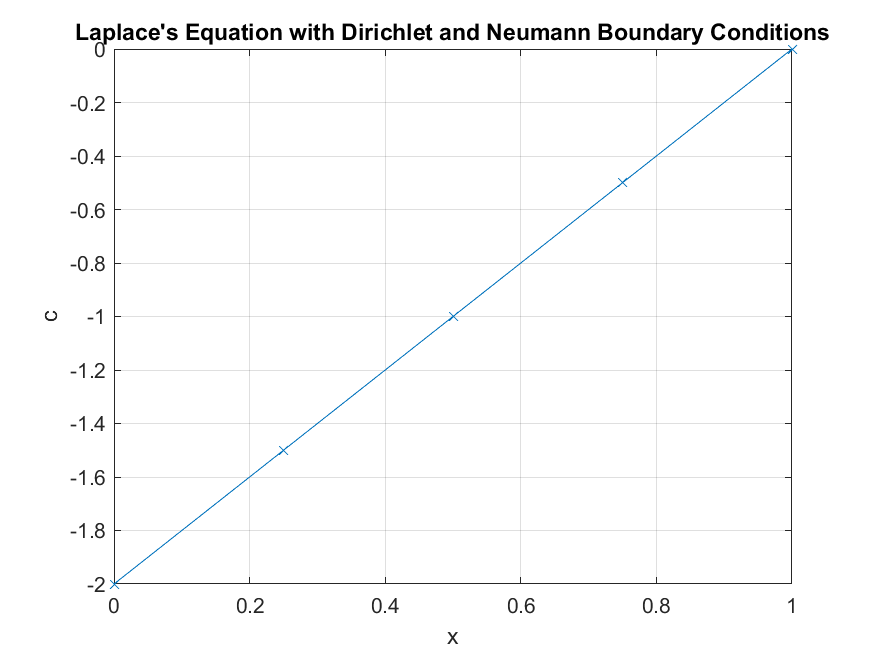 Laplace's Equation with Dirichlet and Neumann Boundary Conditions
0
-0.2
-0.4
-0.6
-0.8
-1
-1.2
-1.4
-1.6
-1.8
-2
c
0 0.2 0.4 0.6 0.8 1
x